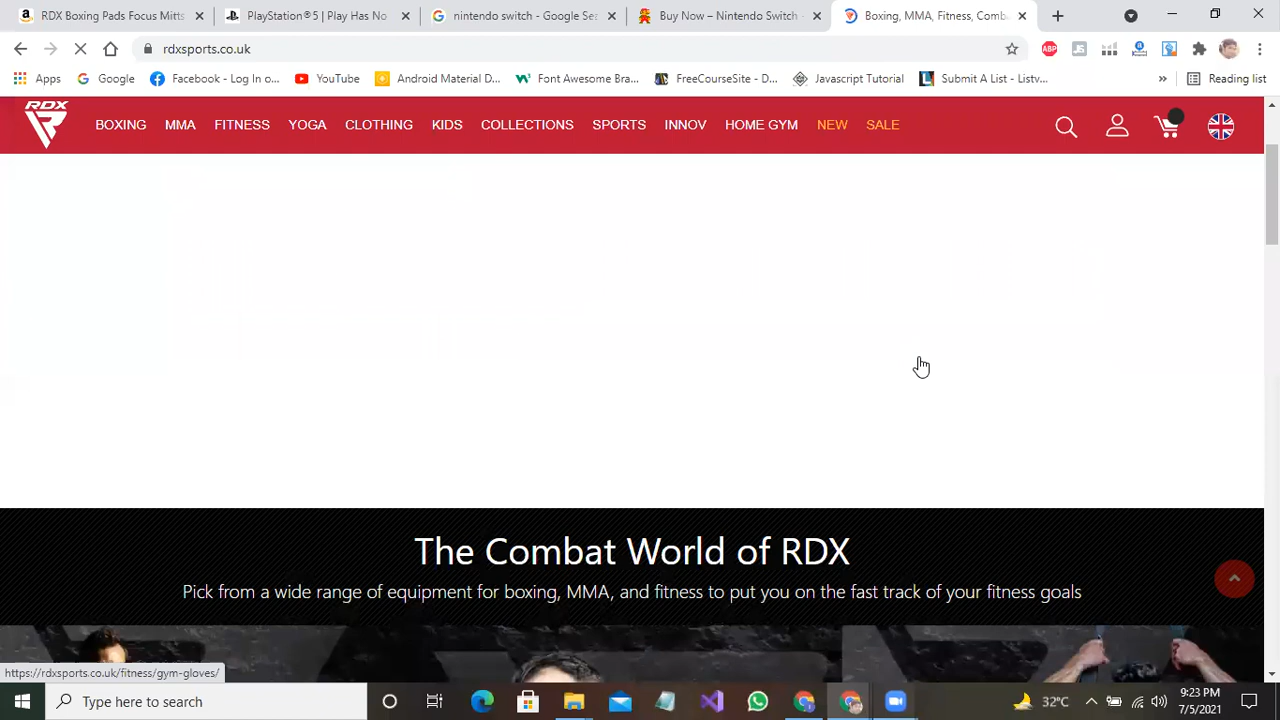 RDX Boxing Pads Focus Mitts
PlayStation®5 | Play Has No
nintendo switch - Google Se
Buy Now – Nintendo Switch -
Boxing, MMA, Fitness, Comb
rdxsports.co.uk
ABP
JS
Apps
Google
Facebook - Log In o...
YouTube
Android Material D...
Font Awesome Bra...
FreeCourseSite - D...
Javascript Tutorial
Submit A List - Listv...
»
Reading list
RDX
BOXING
MMA
FITNESS
YOGA
CLOTHING
KIDS
COLLECTIONS
SPORTS
INNOV
HOME GYM
NEW
SALE
The Combat World of RDX
Pick from a wide range of equipment for boxing, MMA, and fitness to put you on the fast track of your fitness goals
https://rdxsports.co.uk/fitness/gym-gloves/
Type here to search
32°C
9:23 PM
7/5/2021